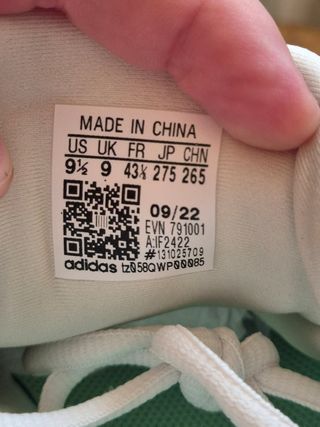 MADE IN CHINA
US UK FR JP CHN
9½ 9 43⅓ 275 265
09/22
EVN 791001
A:IF2422
#131025709
adidas tz058QWP00085